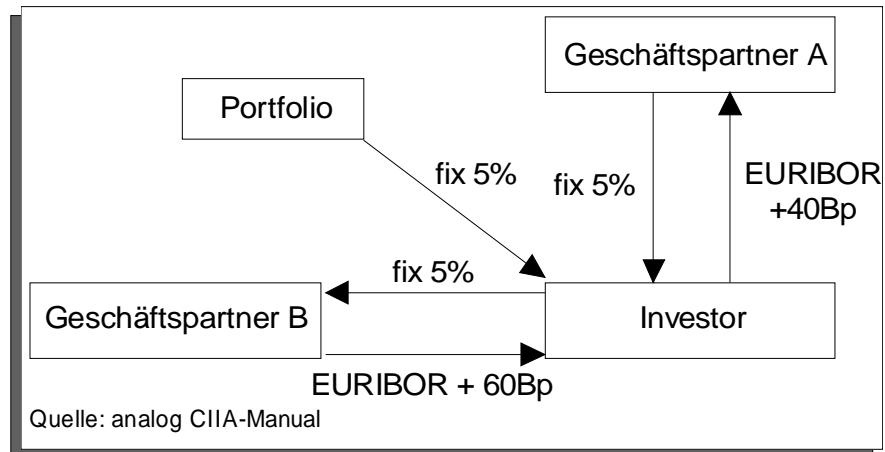 Geschäftspartner A
Portfolio
fix 5%
fix 5%
EURIBOR
+40Bp
fix 5%
Geschäftspartner B
Investor
EURIBOR + 60Bp
Quelle: analog CIIA-Manual